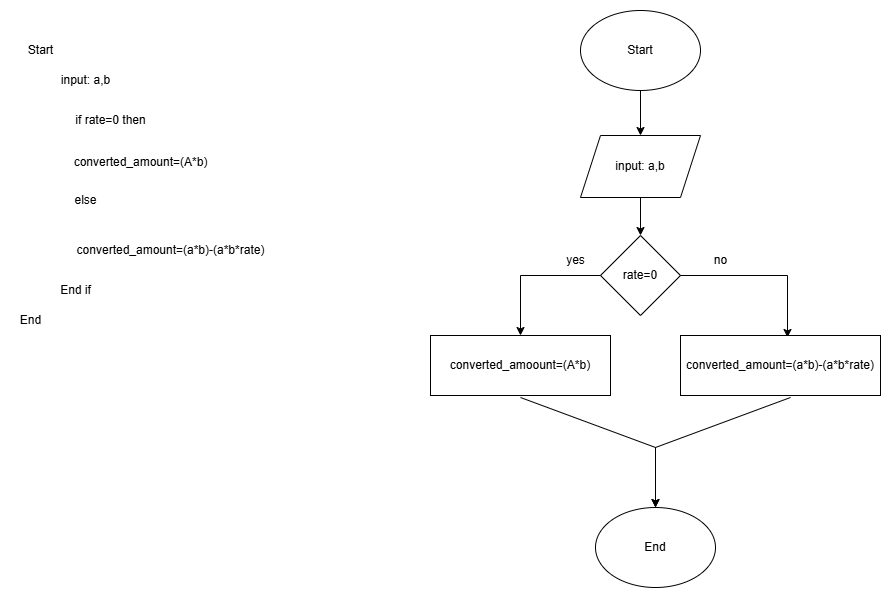 Start
input: a,b
if rate=0 then
converted_amount=(A*b)
else
converted_amount=(a*b)-(a*b*rate)
End if
End
Start
input: a,b
yes
rate=0
no
converted_amoount=(A*b)
converted_amount=(a*b)-(a*b*rate)
End